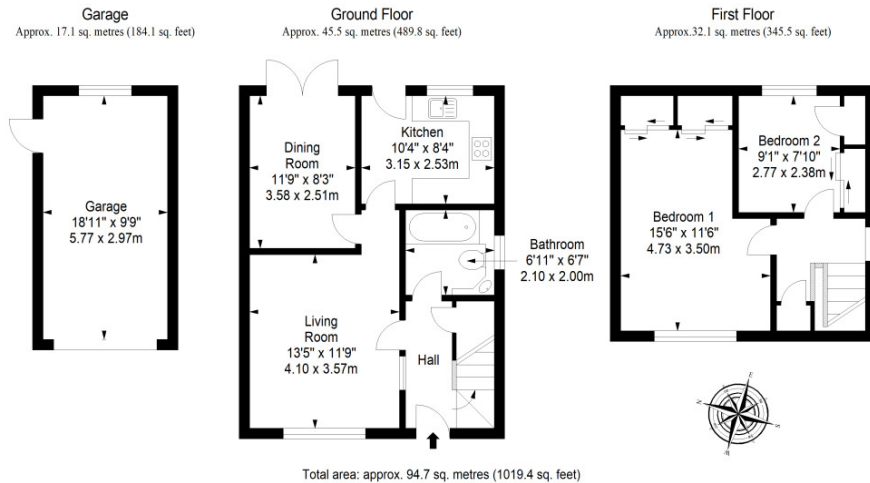 Garage
Approx. 17.1 sq. metres (184.1 sq. feet)
Garage
18'11" x 9'9"
5.77 x 2.97m
Ground Floor
Approx. 45.5 sq. metres (489.8 sq. feet)
Dining
Room
11'9" x 8'3"
3.58 x 2.51m
Kitchen
10'4" x 8'4"
3.15 x 2.53m
Bathroom
6'11" x 6'7"
2.10 x 2.00m
Living
Room
13'5" x 11'9"
4.10 x 3.57m
Hall
First Floor
Approx.32.1 sq. metres (345.5 sq. feet)
Bedroom 2
9'1" x 7'10"
2.77 x 2.38m
Bedroom 1
15'6" x 11'6"
4.73 x 3.50m
N
E
S
W
Total area: approx. 94.7 sq. metres (1019.4 sq. feet)